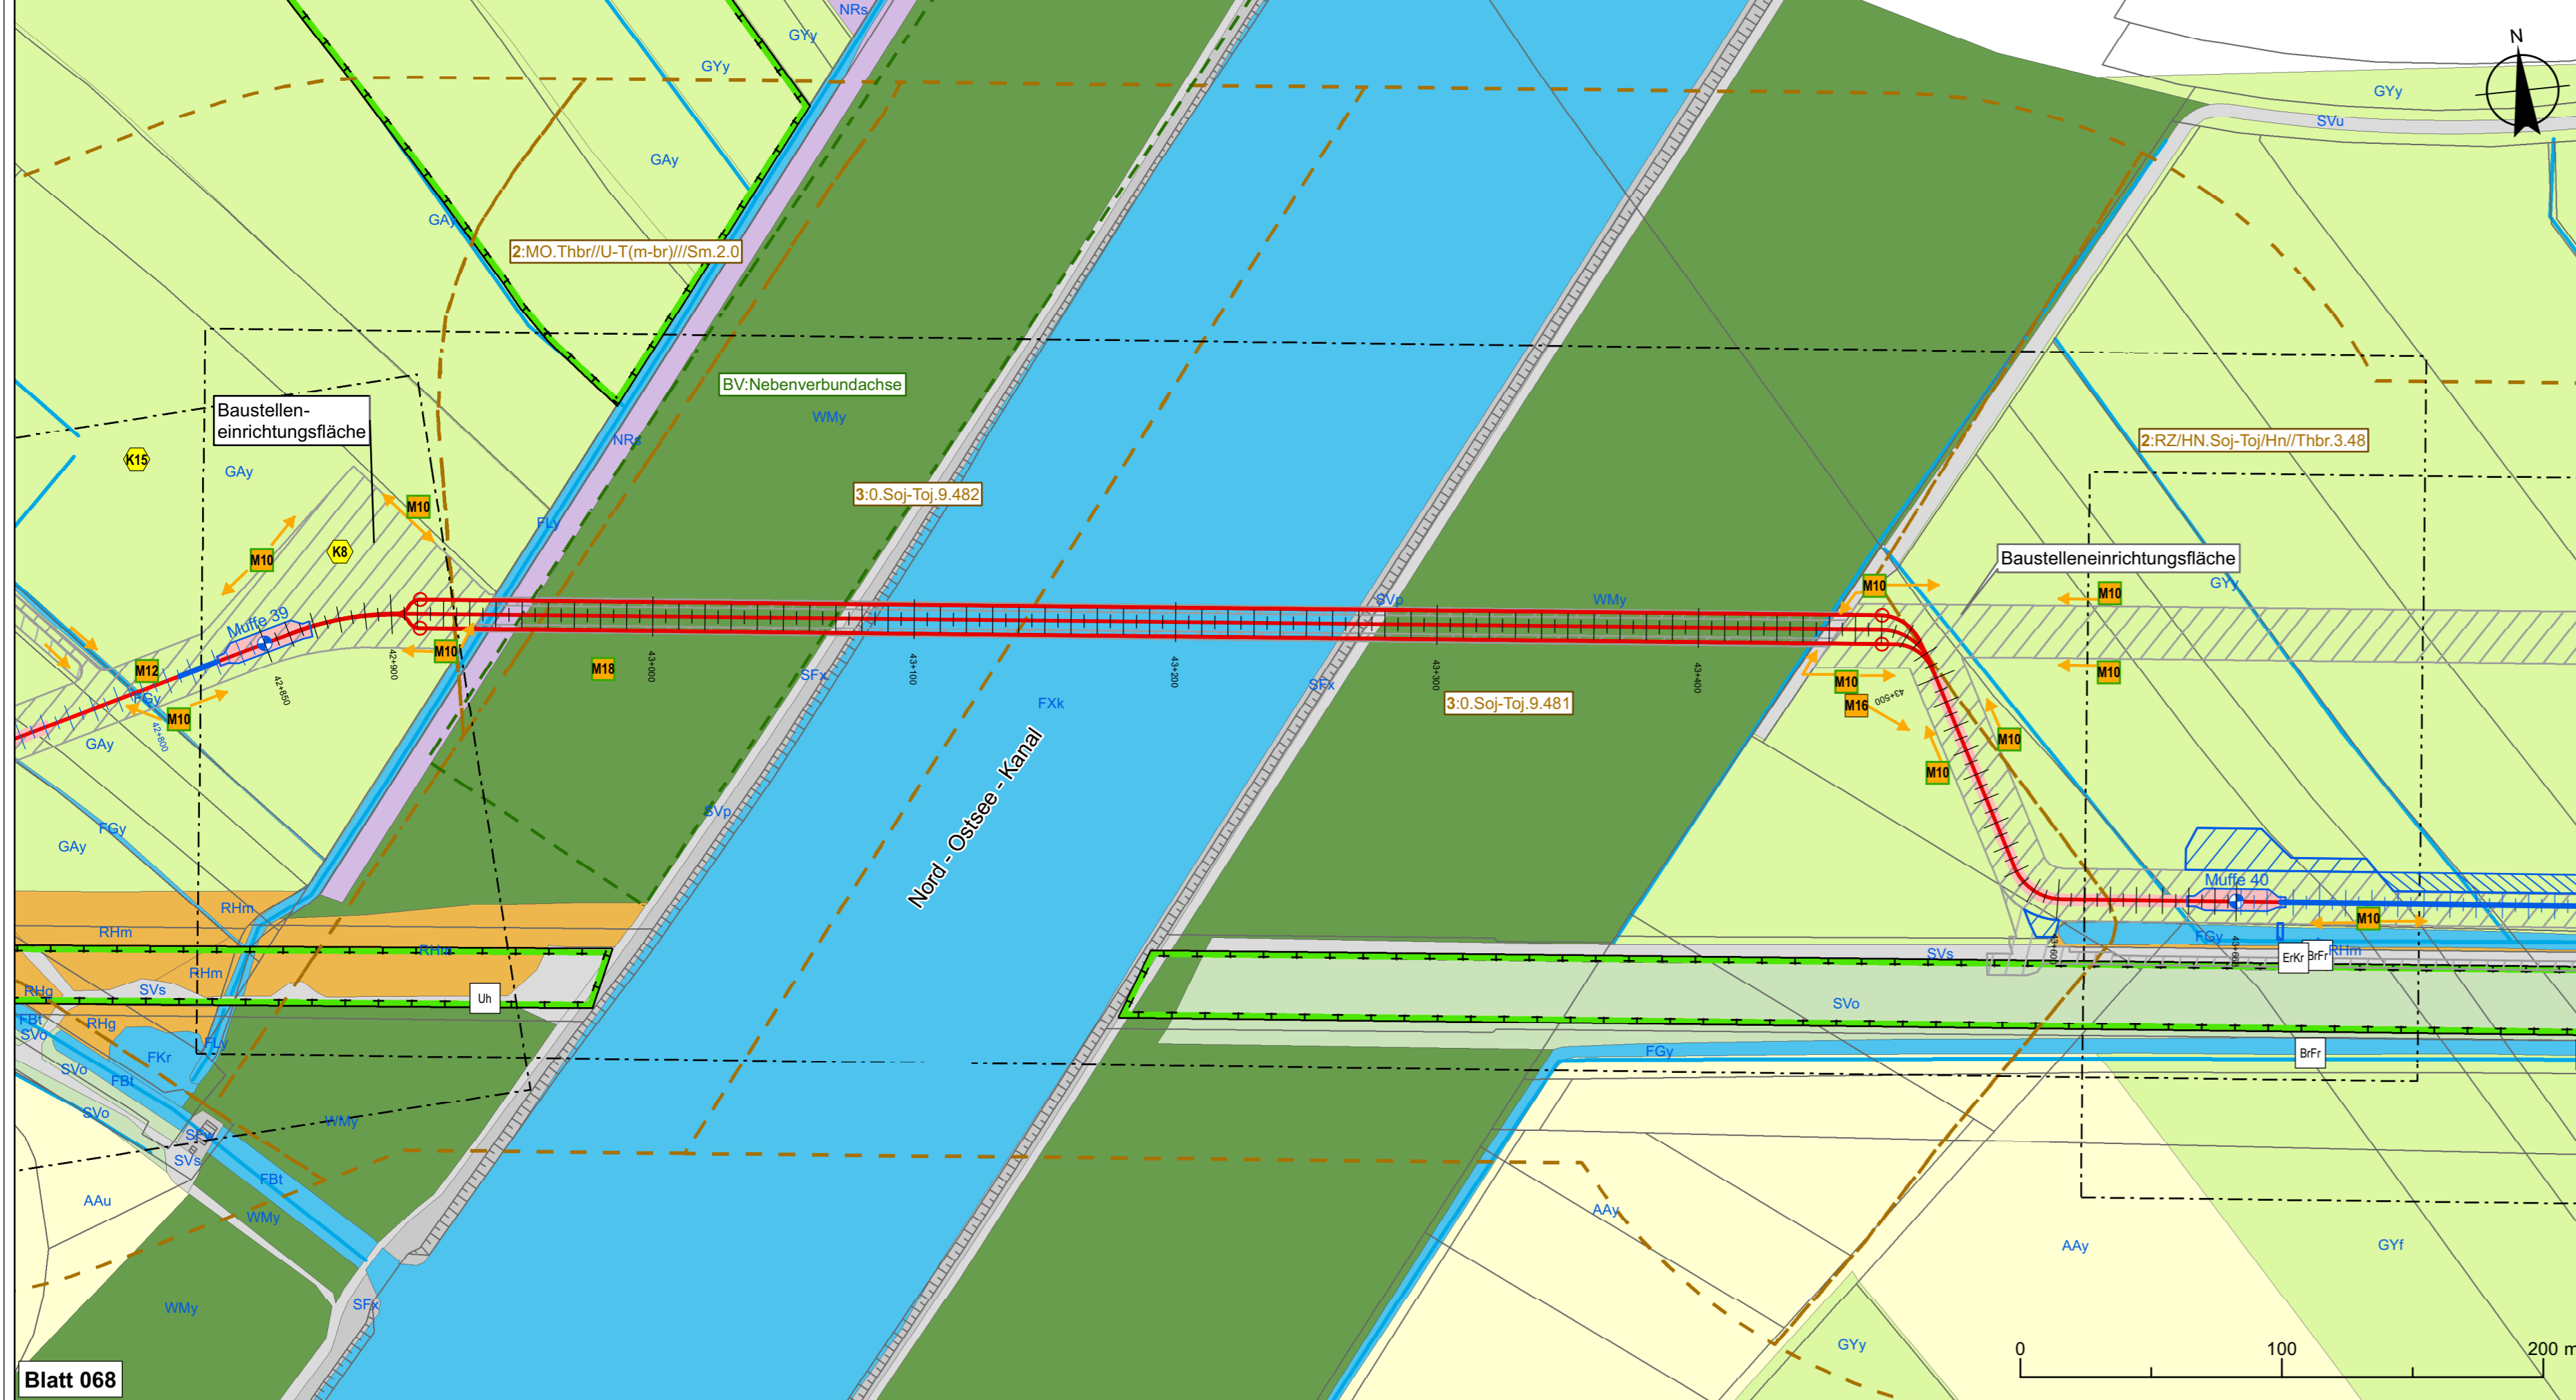 NRs
GYy
GYy
N
GYy
SVu
GAy
GAy
2:MO.Thbr//U-T(m-br)///Sm.2.0
BV:Nebenverbundachse
WMy
Baustellen-
einrichtungsfläche
NRs
2:RZ/HN.Soj-Toj/Hn//Thbr.3.48
K15
GAy
3:0.Soj-Toj.9.482
M10
FLy
K8
M10
Baustelleneinrichtungsfläche
GYy
M10
M10
SVp
WMy
Muffe 39
M10
M12
M18
M10
M10
FGy
42+900
43+000
43+100
43+200
43+300
43+400
42+850
SFx
SFx
M10
43+500
FXk
3:0.Soj-Toj.9.481
M16
M10
42+800
GAy
M10
M10
Nord - Ostsee - Kanal
SVp
FGy
GAy
Muffe 40
RHm
M10
RHm
RHm
FGy
SVs
43+600
43+668
ErKr
BrFr
RHm
RHm
RHg
SVs
Uh
SVo
FBt
RHg
SVo
FKr
FLy
FGy
BrFr
SVo
FBt
SVo
WMy
SFw
SVs
FBt
AAu
WMy
AAy
AAy
GYf
WMy
SFx
GYy
0
100
200 m
Blatt 068